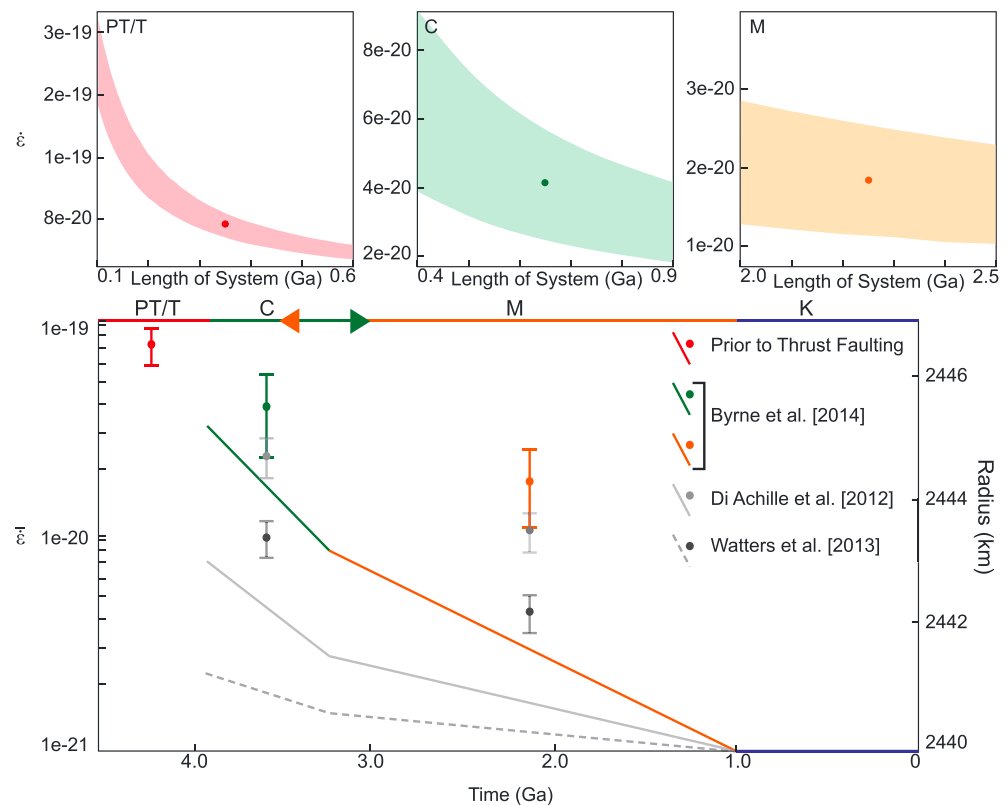 PT/T
3e-19
2e-19
1e-19
8e-20
ε̇
0.1
0.6
Length of System (Ga)
C
8e-20
6e-20
4e-20
2e-20
0.4
0.9
Length of System (Ga)
M
3e-20
2e-20
1e-20
2.0
2.5
Length of System (Ga)
PT/T
C
M
K
1e-19
1e-20
1e-21
ε̇
Prior to Thrust Faulting
Byrne et al. [2014]
Di Achille et al. [2012]
Watters et al. [2013]
2446
2444
2442
2440
Radius (km)
4.0
3.0
2.0
1.0
0
Time (Ga)